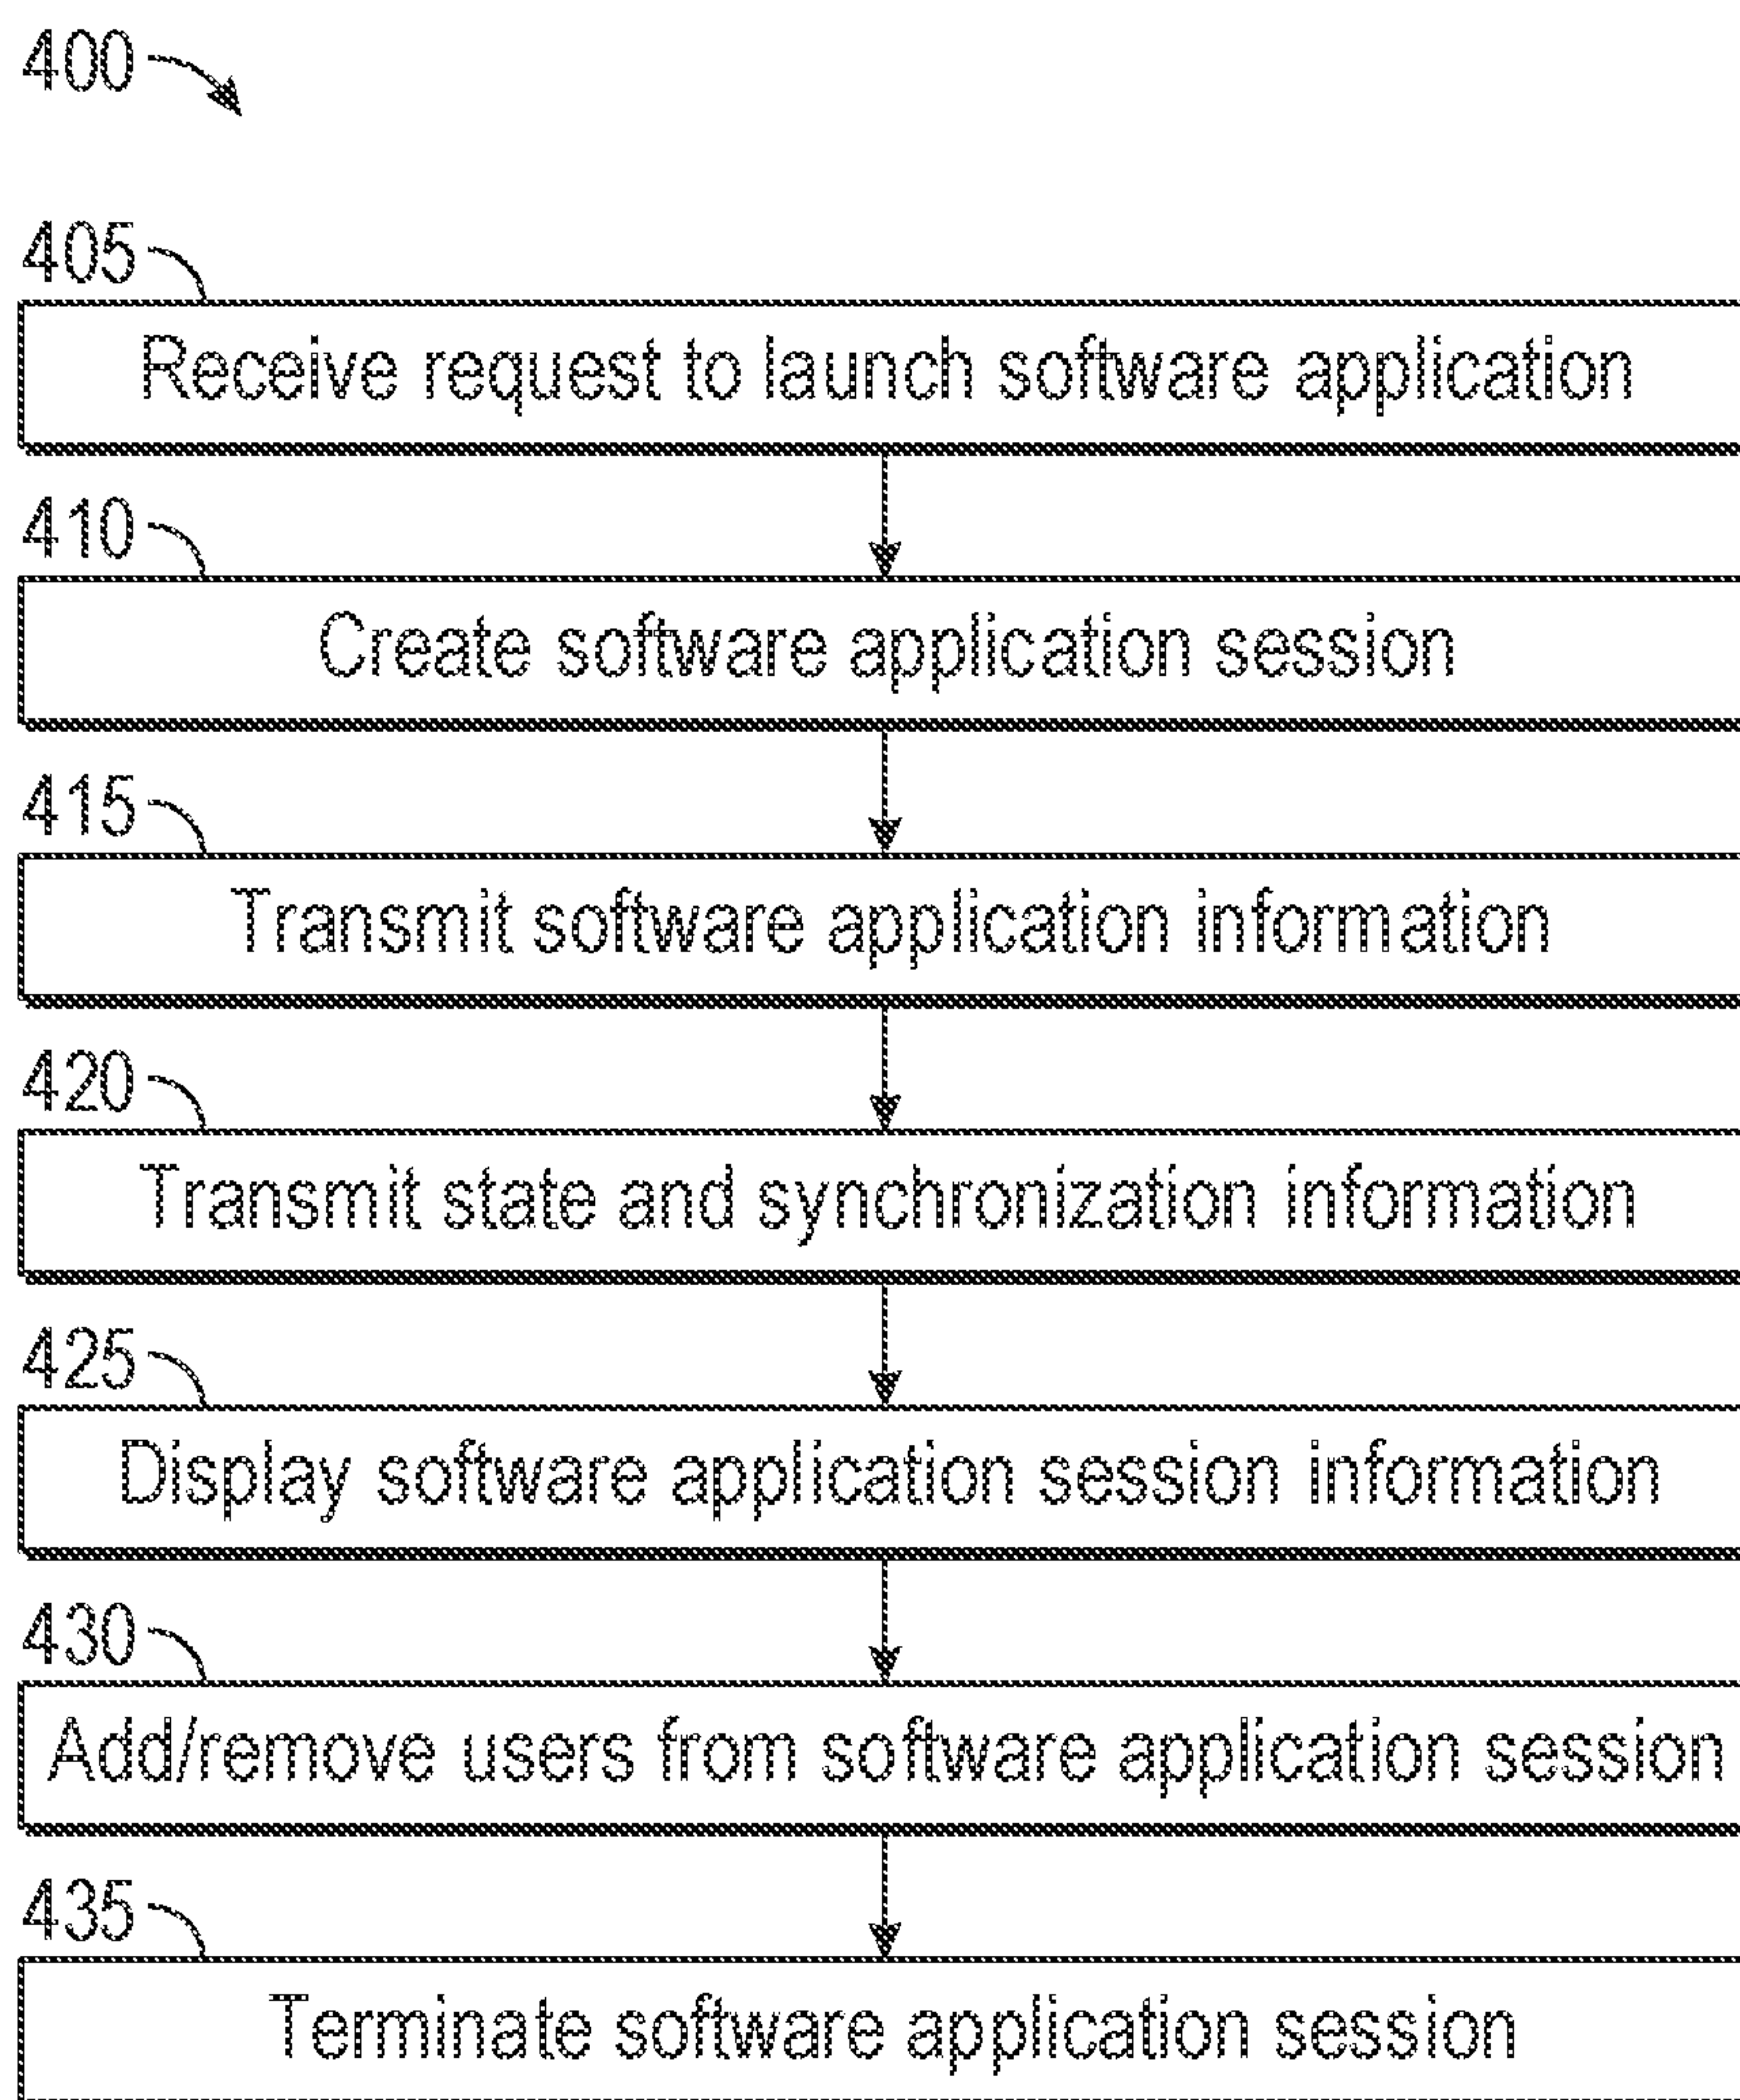 400
405
Receive request to launch software application
410
Create software application session
415
Transmit software application information
420
Transmit state and synchronization information
425
Display software application session information
430
Add/remove users from software application session
435
Terminate software application session